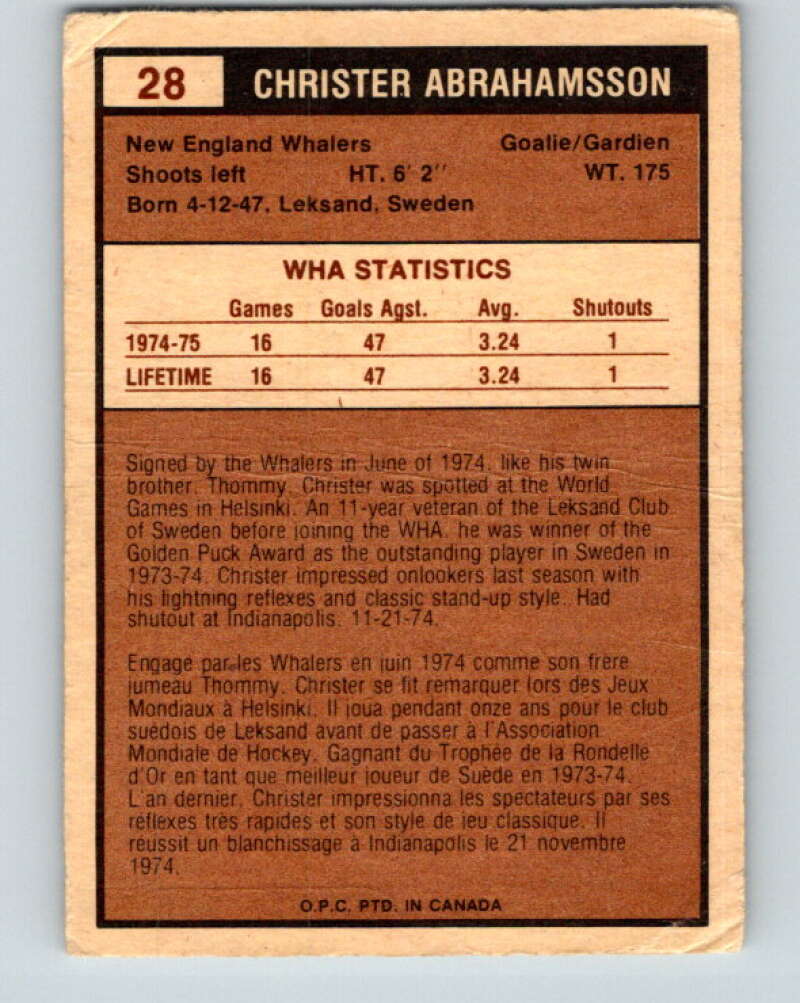 28 CHRISTER ABRAHAMSSON
New England Whalers Goalie/Gardien
Shoots left HT. 6' 2'' WT. 175
Born 4-12-47, Leksand, Sweden
WHA STATISTICS
Games Goals Agst. Avg. Shutouts
1974-75 16 47 3.24 1
LIFETIME 16 47 3.24 1
Signed by the Whalers in June of 1974, like his twin
brother, Thommy, Christer was spotted at the World
Games in Helsinki. An 11-year veteran of the Leksand Club
of Sweden before joining the WHA, he was winner of the
Golden Puck Award as the outstanding player in Sweden in
1973-74. Christer impressed onlookers last season with
his lightning reflexes and classic stand-up style. Had
shutout at Indianapolis, 11-21-74.
Engage par les Whalers en juin 1974 comme son frere
jumeau Thommy, Christer se fit remarquer lors des Jeux
Mondiaux à Helsinki. Il joua pendant onze ans pour le club
suédois de Leksand avant de passer à l'Association
Mondiale de Hockey. Gagnant du Trophée de la Rondelle
d'Or en tant que meilleur joueur de Suède en 1973-74.
L'an dernier, Christer impressionna les spectateurs par ses
réflexes très rapides et son style de jeu classique. Il
réussit un blanchissage à Indianapolis le 21 novembre
1974.
O.P.C. PTD. IN CANADA